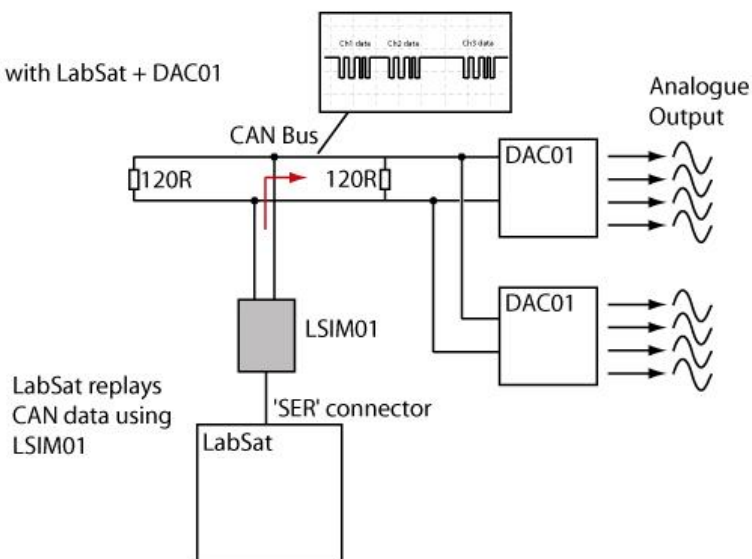 Ch1 data Ch2 data Ch3 data
with LabSat + DAC01
Analogue
Output
CAN Bus
DAC01
120R
120R
DAC01
LSIM01
LabSat replays
CAN data using
LSIM01
'SER' connector
LabSat